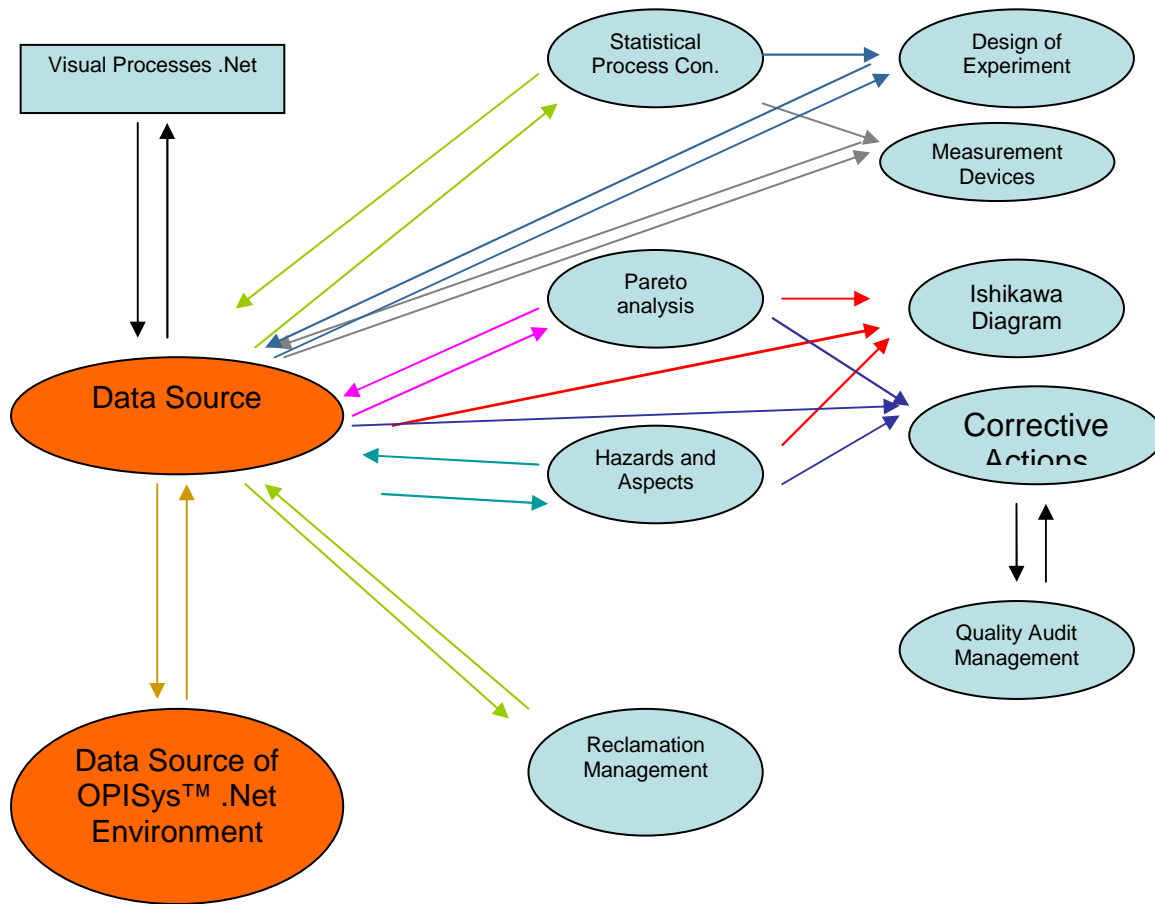 Visual Processes .Net
Statistical
Process Con.
Design of
Experiment
Measurement
Devices
Pareto
analysis
Ishikawa
Diagram
Data Source
Corrective
Actions
Hazards and
Aspects
Quality Audit
Management
Data Source of
OPISys™ .Net
Environment
Reclamation
Management